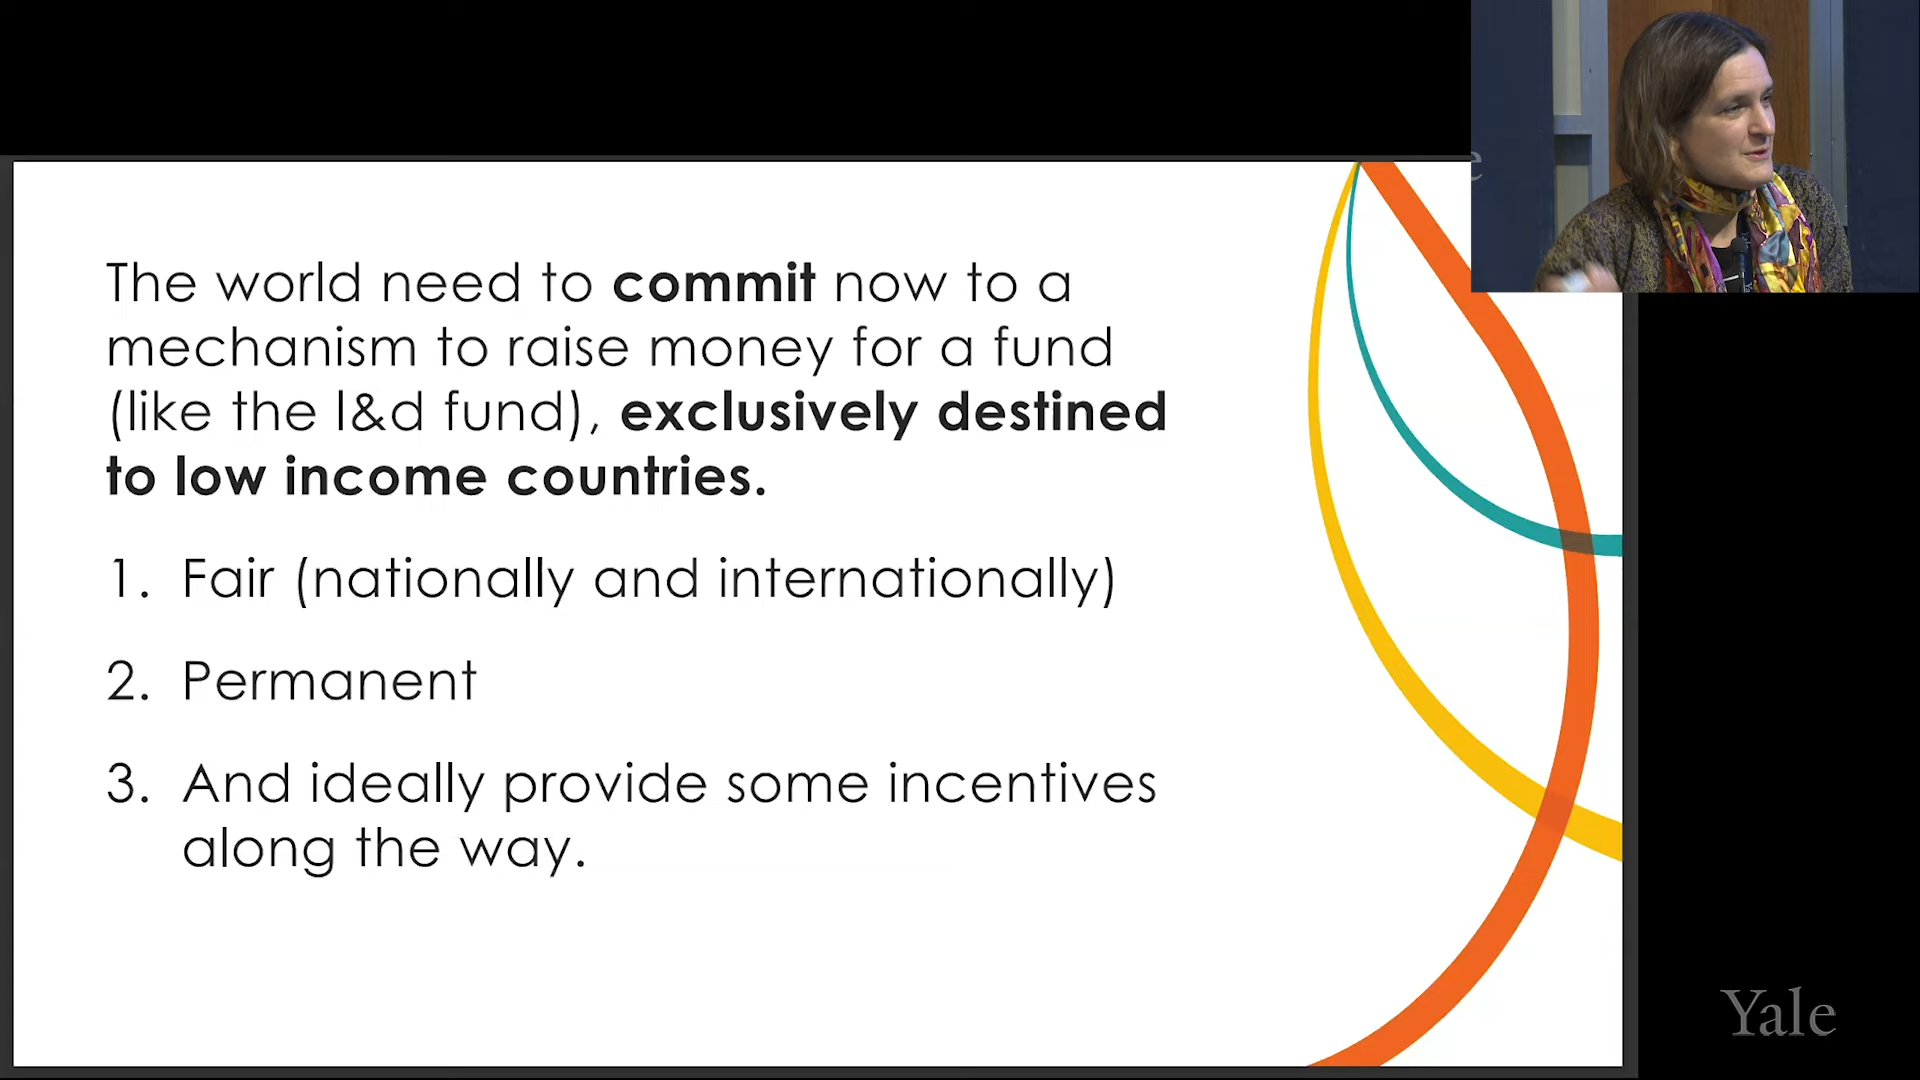 The world need to commit now to a
mechanism to raise money for a fund
(like the l&d fund), exclusively destined
to low income countries.
1. Fair (nationally and internationally)
2. Permanent
3. And ideally provide some incentives
along the way.
e
Yale